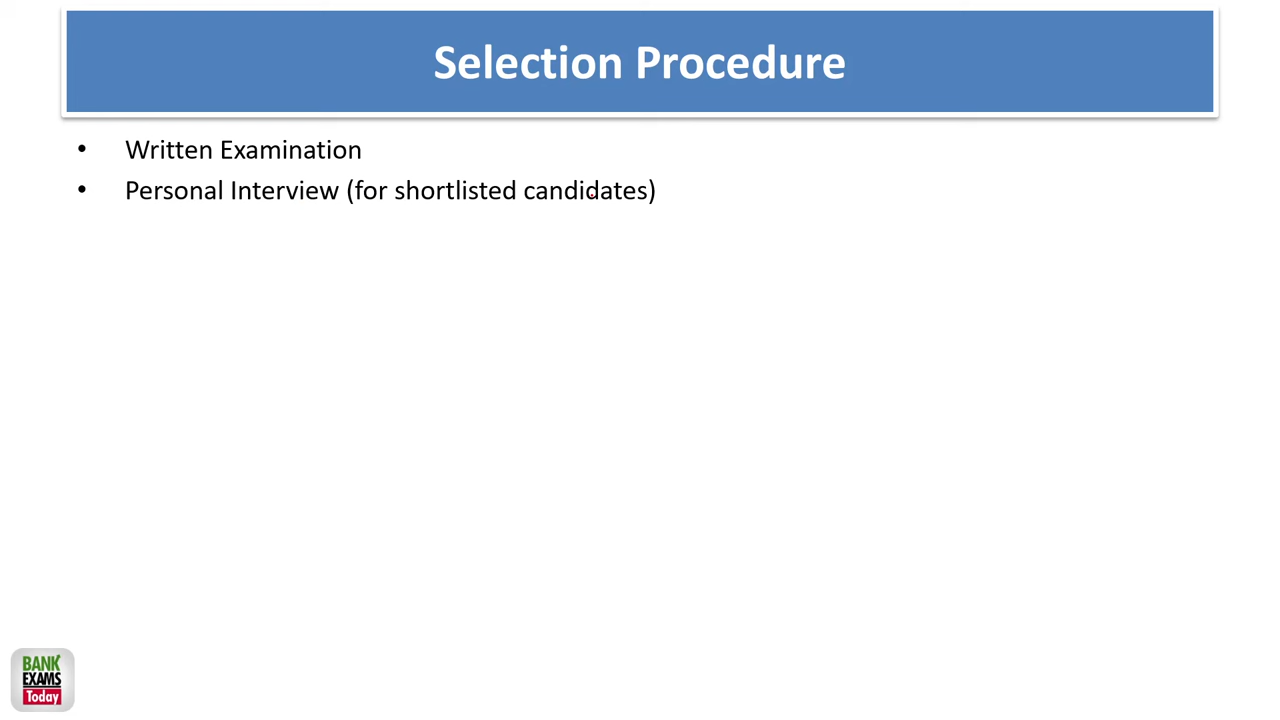 Selection Procedure
• Written Examination
• Personal Interview (for shortlisted candidates)
BANK
EXAMS
Today